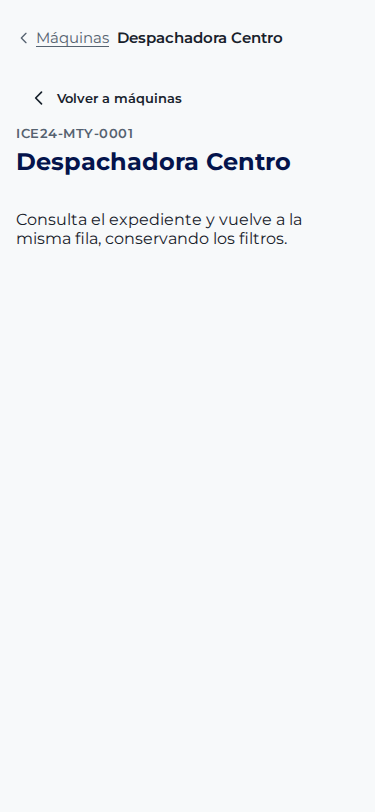 Máquinas Despachadora Centro
Volver a máquinas
ICE24-MTY-0001
Despachadora Centro
Consulta el expediente y vuelve a la
misma fila, conservando los filtros.